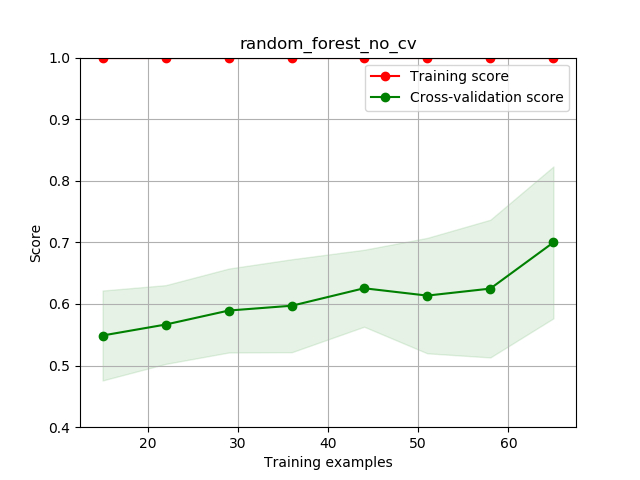 random_forest_no_cv
1.0
0.9
0.8
0.7
0.6
0.5
0.4
Score
Training score
Cross-validation score
20
30
40
50
60
Training examples